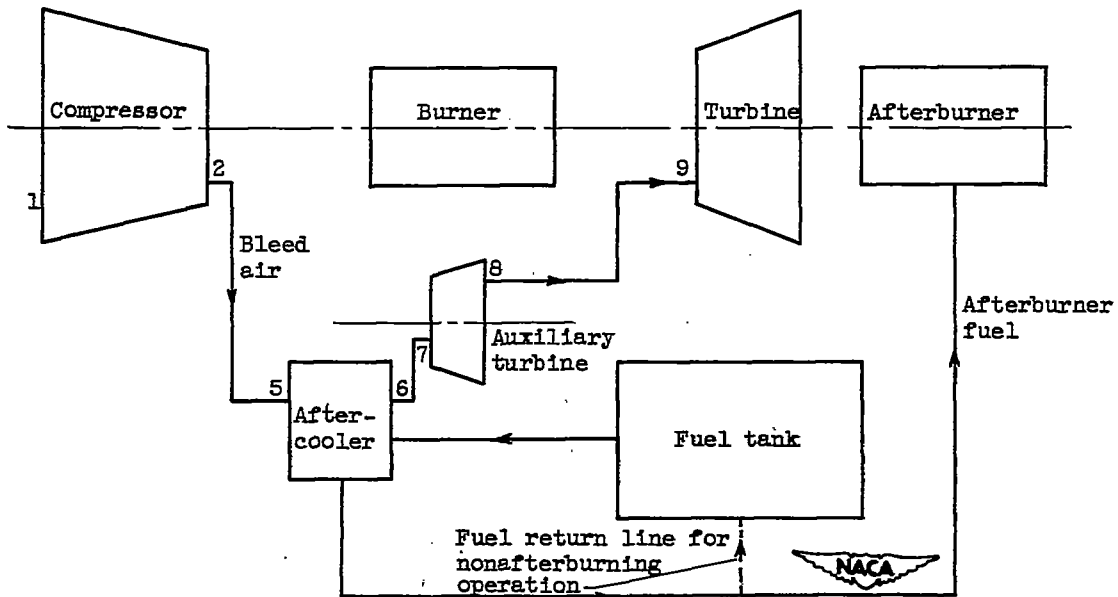 Compressor
Burner
Turbine
Afterburner
1
2
9
Bleed
air
8
Auxiliary
turbine
7
Afterburner
fuel
5
6
After-
cooler
Fuel tank
Fuel return line for
nonafterburning
operation
NACA